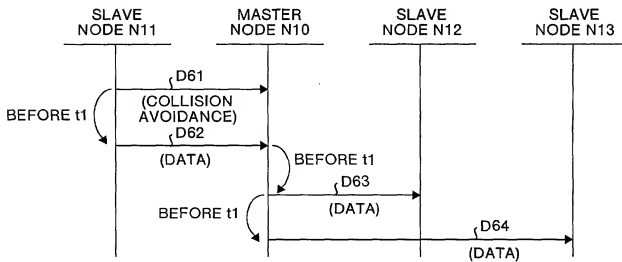 SLAVE
NODE N11
MASTER
NODE N10
SLAVE
NODE N12
SLAVE
NODE N13
D61
(COLLISION
AVOIDANCE)
BEFORE t1
D62
(DATA)
BEFORE t1
D63
(DATA)
BEFORE t1
D64
(DATA)